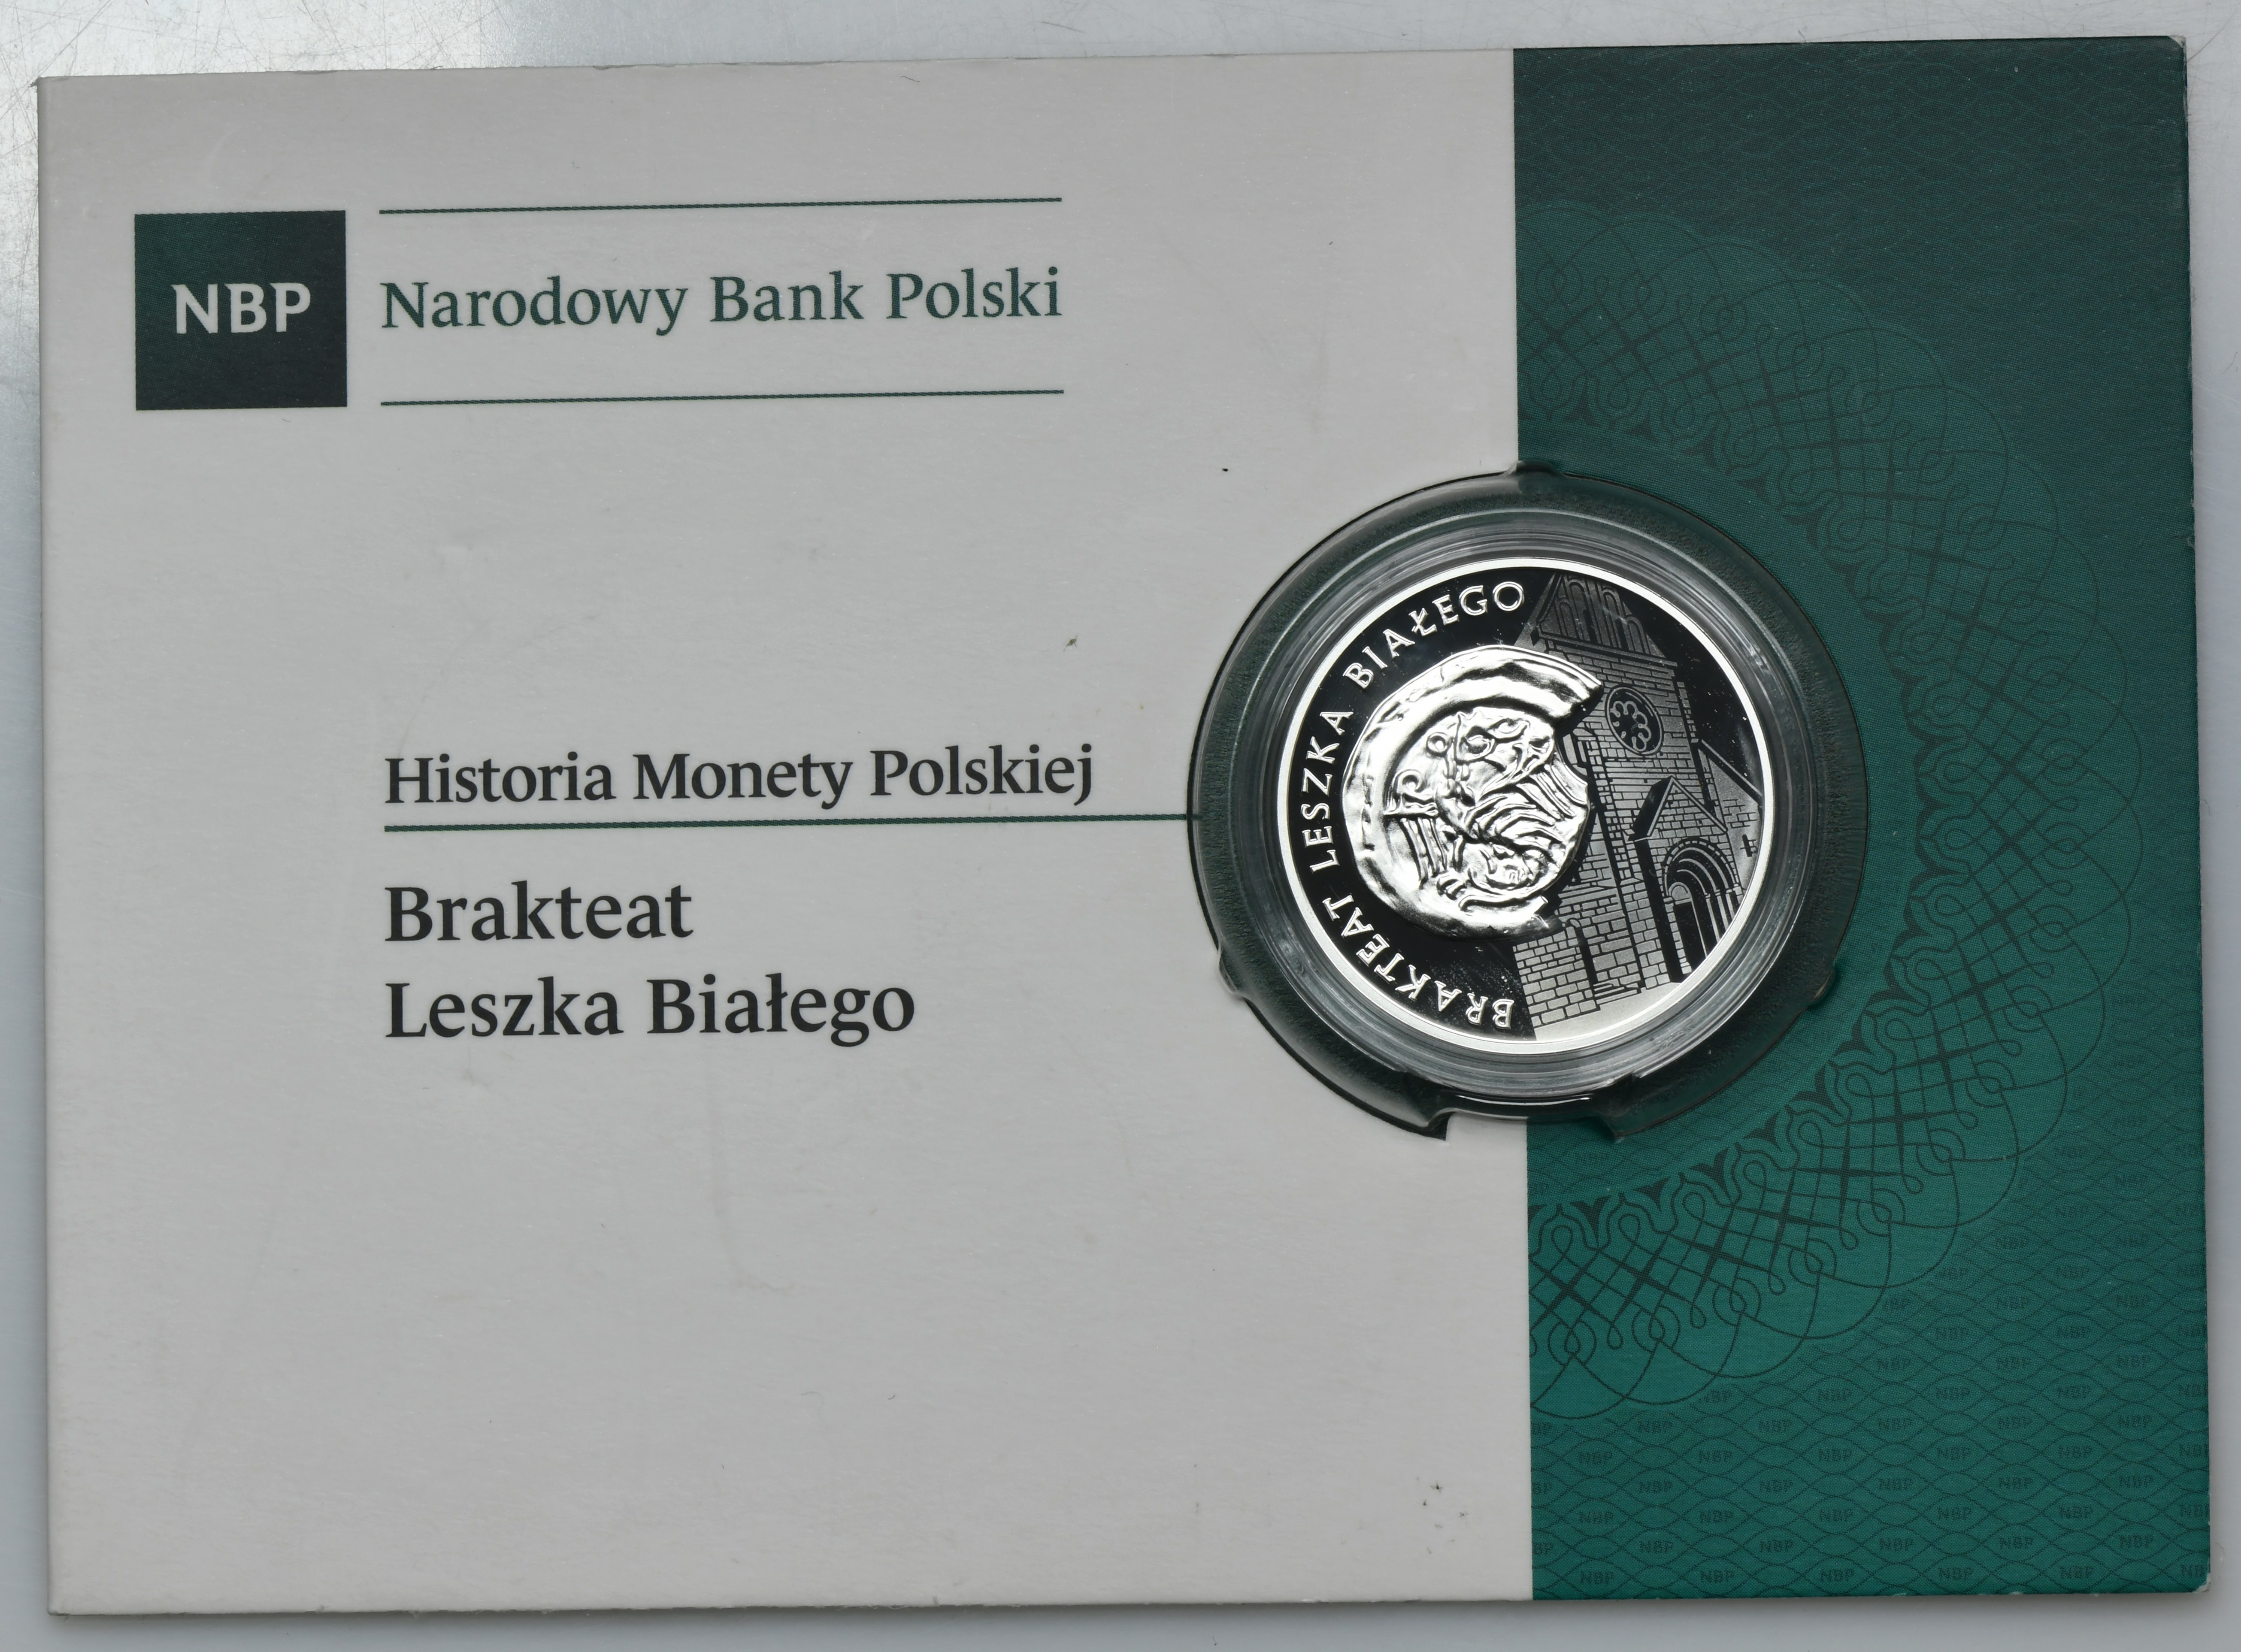 NBP
Narodowy Bank Polski
Historia Monety Polskiej
Brakteat
Leszka Białego
BRAKTEAT LESZKA BIAŁEGO